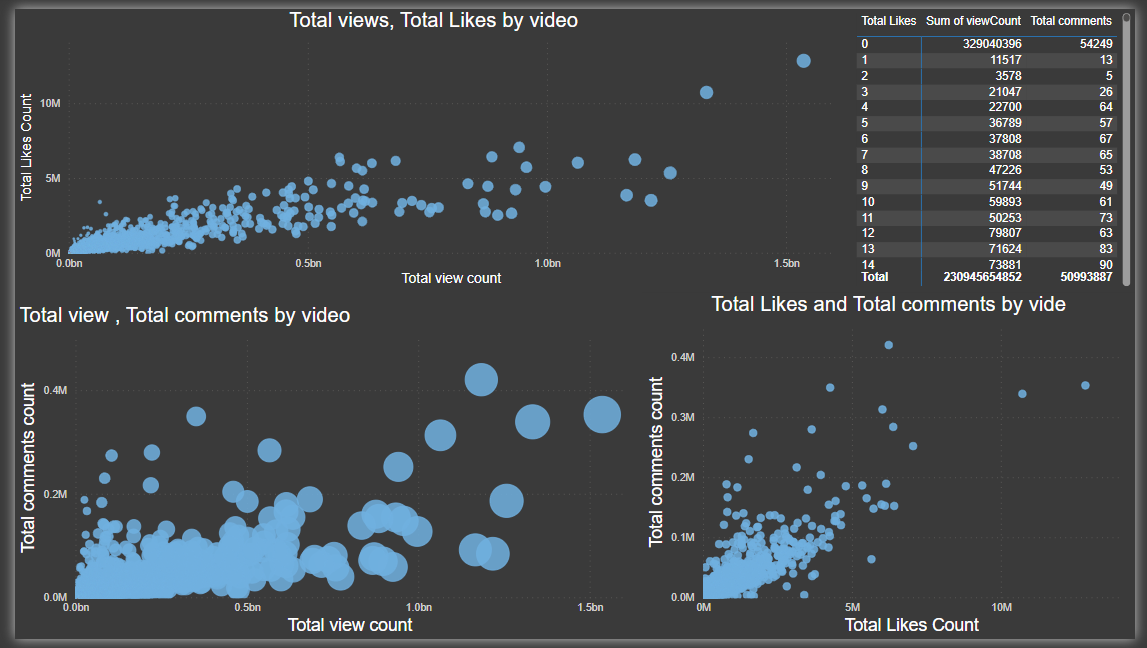 Total views, Total Likes by video
Total Likes Count
10M
5M
0M
0.0bn 0.5bn 1.0bn 1.5bn
Total view count
Total Likes Sum of viewCount Total comments
0 329040396 54249
1 11517 13
2 3578 5
3 21047 26
4 22700 64
5 36789 57
6 37808 67
7 38708 65
8 47226 53
9 51744 49
10 59893 61
11 50253 73
12 79807 63
13 71624 83
14 73881 90
Total 230945654852 50993887
Total view , Total comments by video
Total comments count
0.4M
0.2M
0.0M
0.0bn 0.5bn 1.0bn 1.5bn
Total view count
Total Likes and Total comments by vide
Total comments count
0.4M
0.3M
0.2M
0.1M
0.0M
0M 5M 10M
Total Likes Count